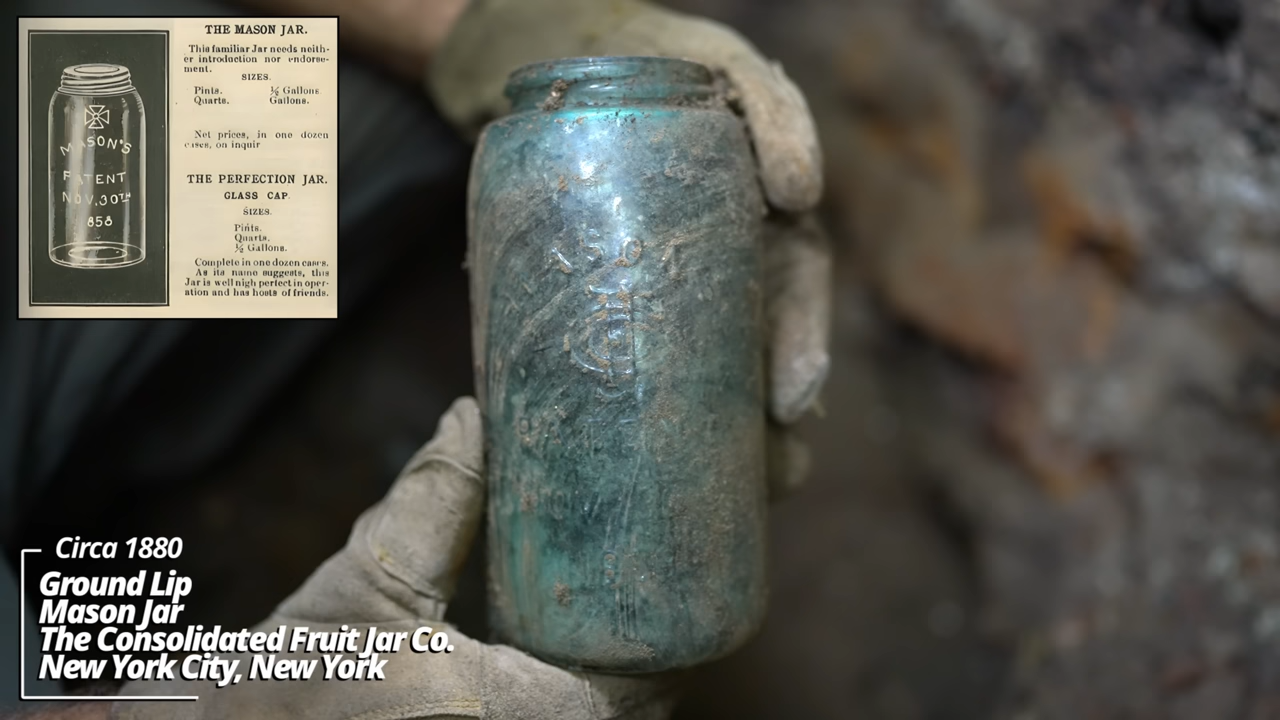 THE MASON JAR.
This familiar Jar needs neith-
er introduction nor endorse-
ment.
SIZES.
Pints. ½ Gallons.
Quarts. Gallons.
Net prices, in one dozen
cases, on inquir
THE PERFECTION JAR.
GLASS CAP.
SIZES.
Pints.
Quarts.
½ Gallons.
Complete in one dozen cases.
As its name suggests, this
Jar is well nigh perfect in oper-
ation and has hosts of friends.
MASON'S
PATENT
NOV. 30TH
858
Circa 1880
Ground Lip
Mason Jar
The Consolidated Fruit Jar Co.
New York City, New York